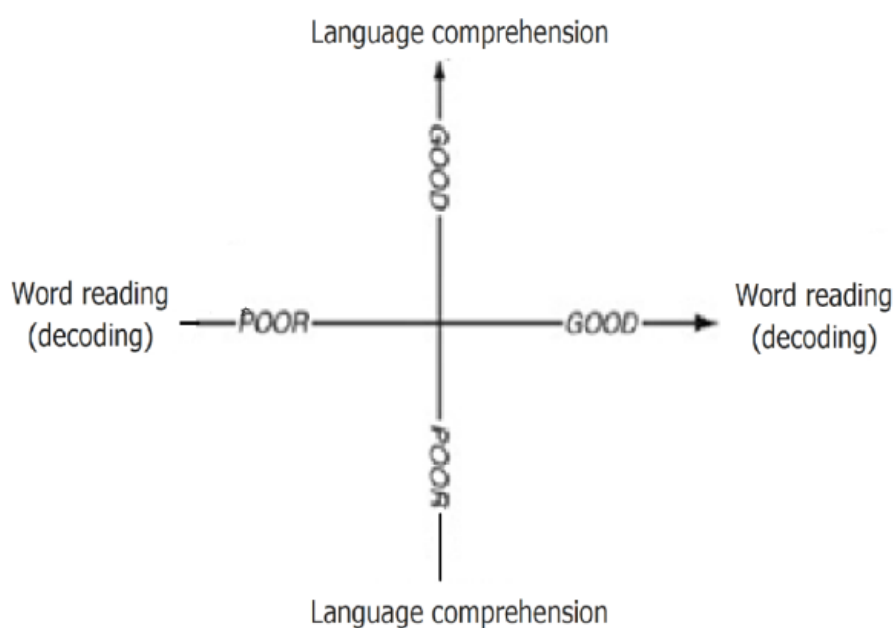 Language comprehension
GOOD
Word reading
(decoding)
POOR
GOOD
Word reading
(decoding)
POOR
Language comprehension